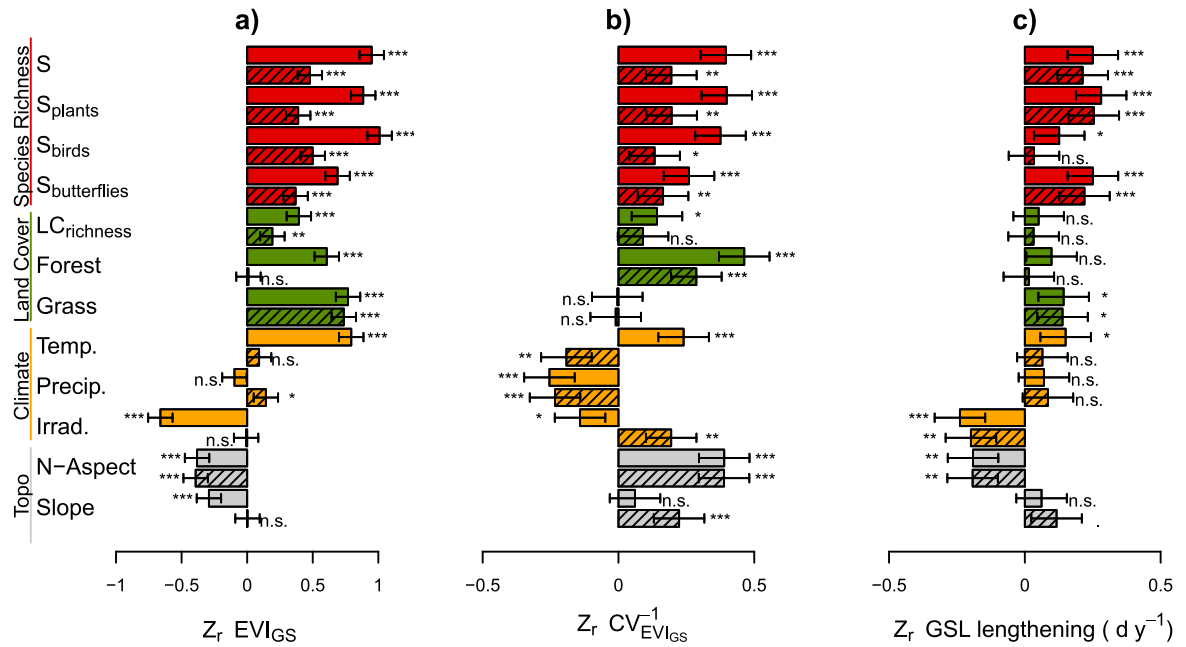 a) b) c)
Species Richness
S *** *** ***
*** ** ***
S_plants *** *** ***
*** ** ***
S_birds *** *** *
*** * n.s.
S_butterflies *** *** ***
*** ** ***
Land Cover
LC_richness *** * n.s.
** n.s. n.s.
Forest *** *** n.s.
n.s. *** n.s.
Grass *** n.s. *
*** n.s. *
Climate
Temp. *** *** *
n.s. ** n.s.
Precip. n.s. *** n.s.
* *** n.s.
Irrad. *** * ***
n.s. ** **
Topo
N−Aspect *** *** **
*** *** **
Slope *** n.s. n.s.
n.s. *** .
−1 −0.5 0 0.5 1 −0.5 0 0.5 −0.5 0 0.5
Z_r EVI_GS Z_r CV^−1_EVI_GS Z_r GSL lengthening ( d y^−1)